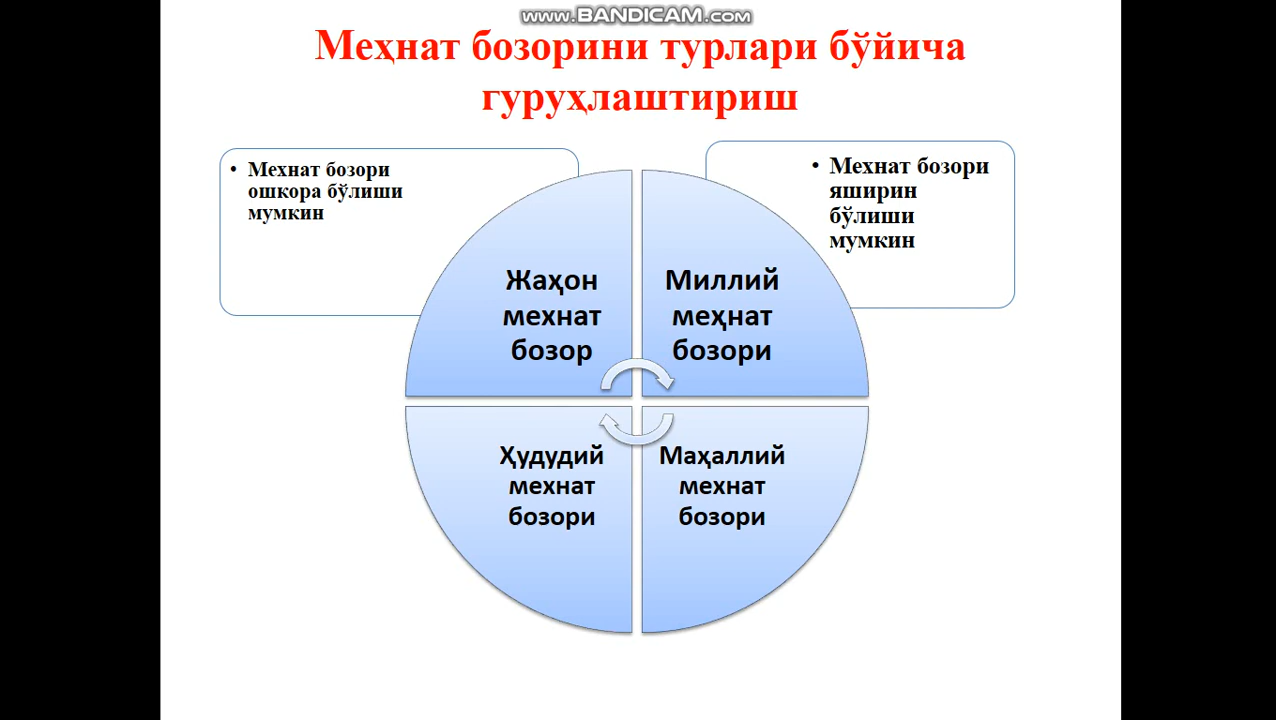 www.BANDICAM.com
Меҳнат бозорини турлари бўйича
гуруҳлаштириш
• Мехнат бозори
ошкора бўлиши
мумкин
• Мехнат бозори
яширин
бўлиши
мумкин
Жаҳон
мехнат
бозор
Миллий
меҳнат
бозори
Ҳудудий
мехнат
бозори
Маҳаллий
мехнат
бозори